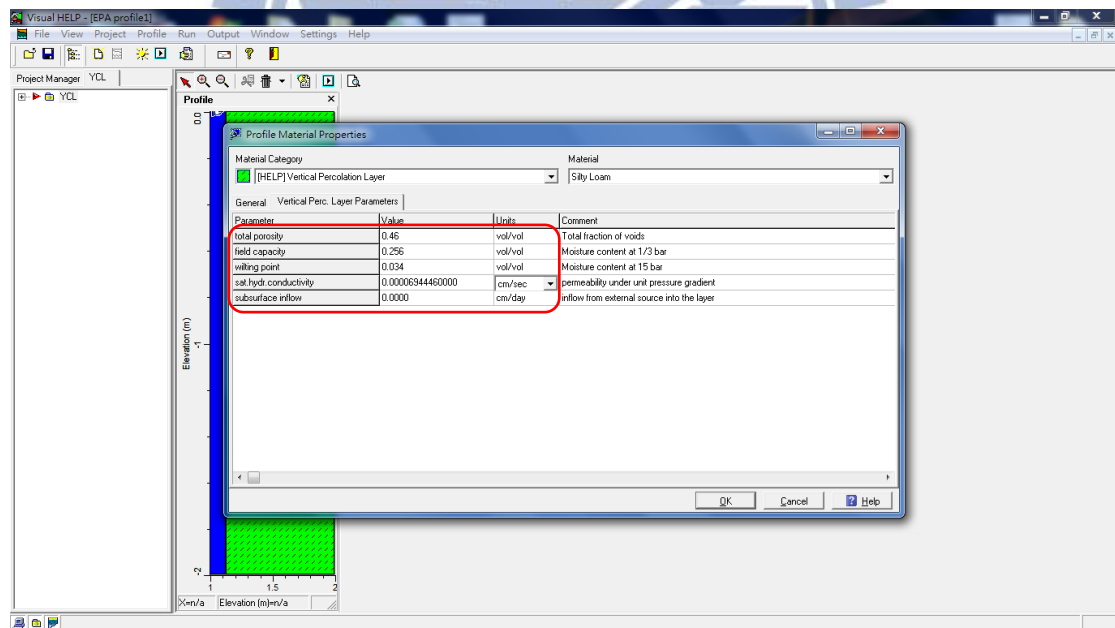 Visual HELP - [EPA profile1]
File View Project Profile Run Output Window Settings Help
Project Manager YCL
YCL
Profile
0.0
Elevation (m)
-1
-2
1 1.5 2
X=n/a Elevation (m)=n/a
Profile Material Properties
Material Category Material
[HELP] Vertical Percolation Layer Silty Loam
General Vertical Perc. Layer Parameters
Parameter Value Units Comment
total porosity 0.46 vol/vol Total fraction of voids
field capacity 0.256 vol/vol Moisture content at 1/3 bar
wilting point 0.034 vol/vol Moisture content at 15 bar
sat.hydr.conductivity 0.00006944460000 cm/sec permeability under unit pressure gradient
subsurface inflow 0.0000 cm/day inflow from external source into the layer
OK Cancel Help